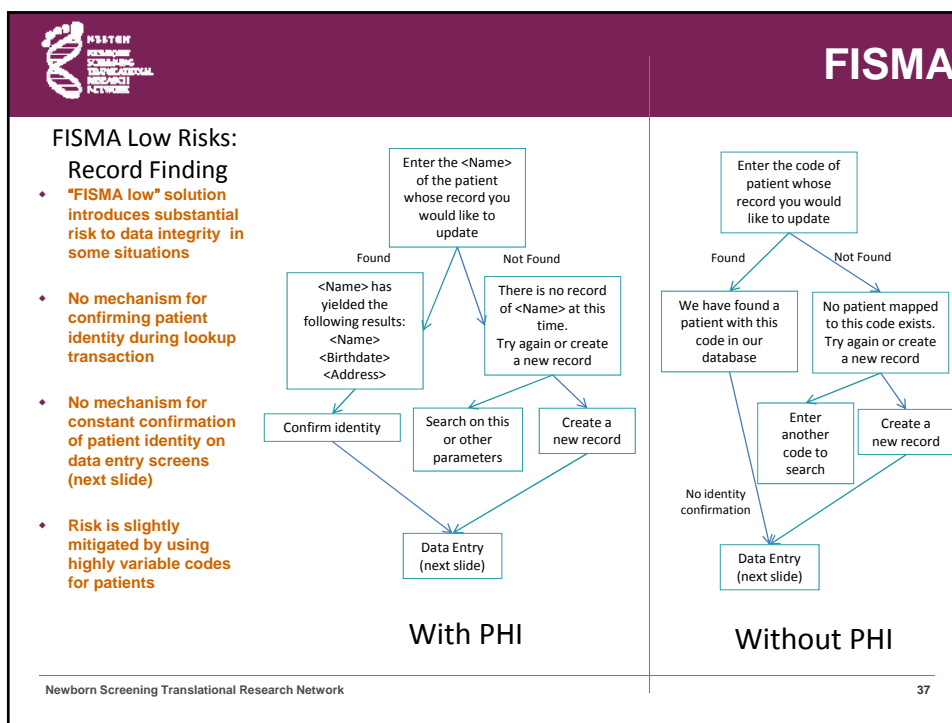 NBSTRN
NEWBORN
SCREENING
TRANSLATIONAL
RESEARCH
NETWORK
FISMA
FISMA Low Risks:
Record Finding
“FISMA low” solution
introduces substantial
risk to data integrity in
some situations
No mechanism for
confirming patient
identity during lookup
transaction
No mechanism for
constant confirmation
of patient identity on
data entry screens
(next slide)
Risk is slightly
mitigated by using
highly variable codes
for patients
Enter the <Name>
of the patient
whose record you
would like to
update
Found
Not Found
<Name> has
yielded the
following results:
<Name>
<Birthdate>
<Address>
There is no record
of <Name> at this
time.
Try again or create
a new record
Confirm identity
Search on this
or other
parameters
Create a
new record
Data Entry
(next slide)
With PHI
Enter the code of
patient whose
record you would
like to update
Found
Not Found
We have found a
patient with this
code in our
database
No patient mapped
to this code exists.
Try again or create
a new record
Enter
another
code to
search
Create a
new record
No identity
confirmation
Data Entry
(next slide)
Without PHI
Newborn Screening Translational Research Network
37